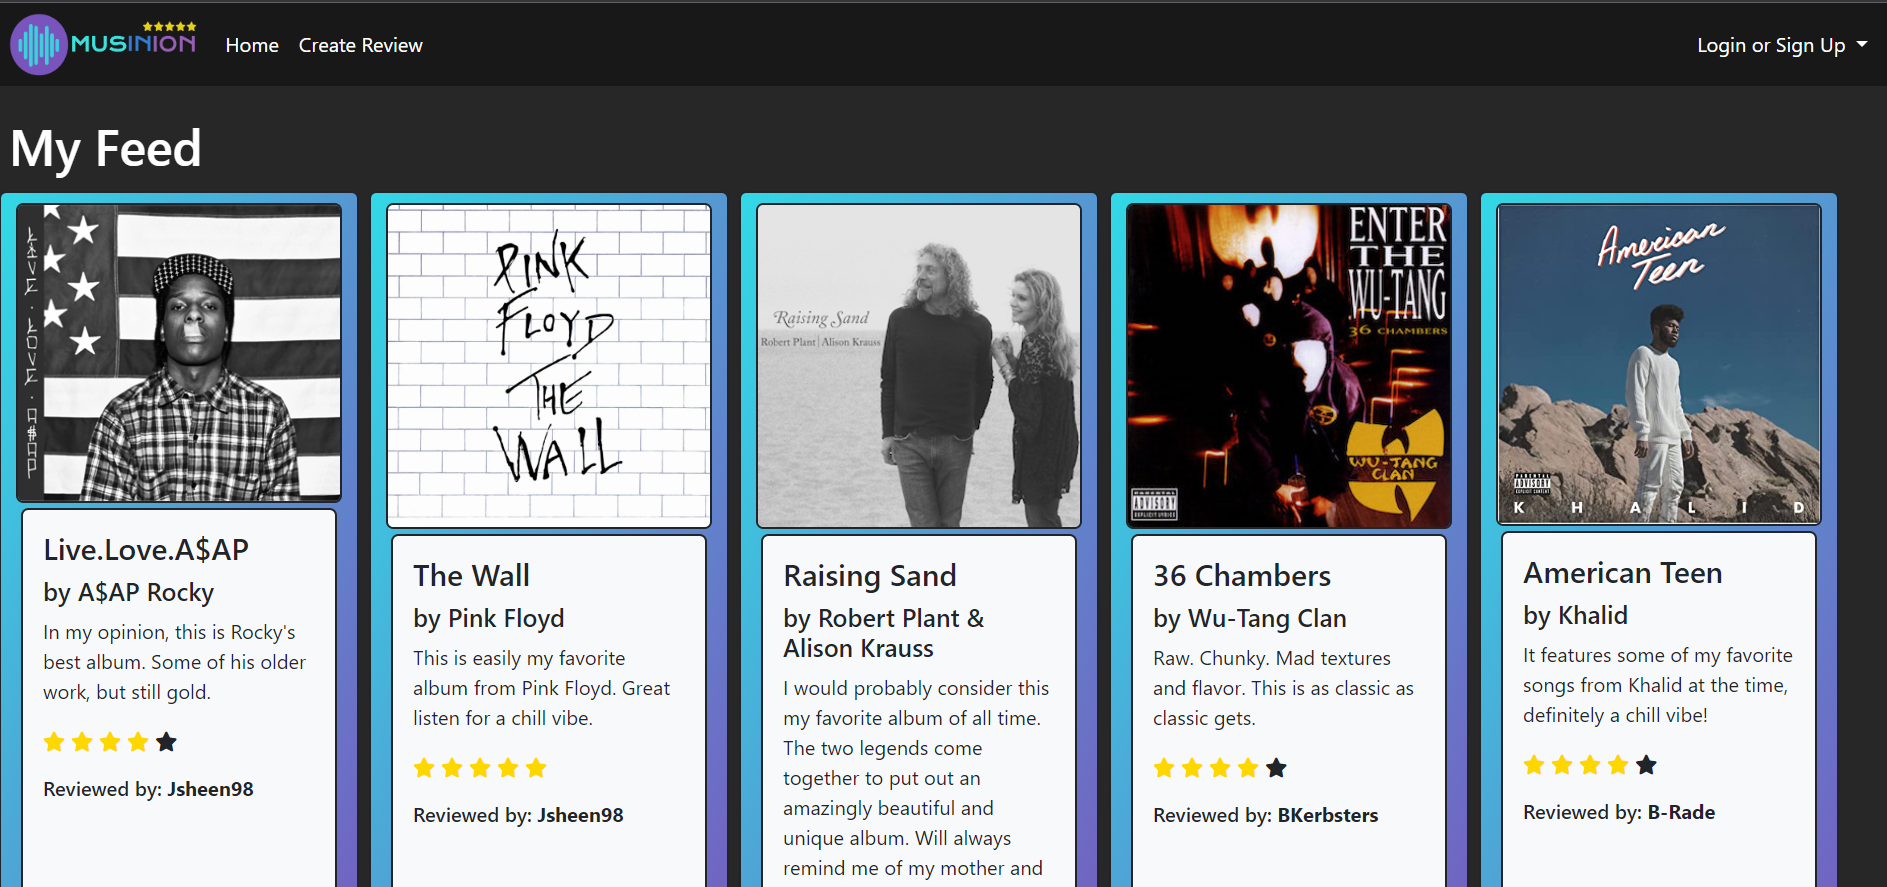 MUSINION
Home
Create Review
Login or Sign Up
My Feed
LIVE · LOVE · A$AP
Live.Love.A$AP
by A$AP Rocky
In my opinion, this is Rocky's
best album. Some of his older
work, but still gold.
Reviewed by: Jsheen98
PINK
FLOYD
THE
WALL
The Wall
by Pink Floyd
This is easily my favorite
album from Pink Floyd. Great
listen for a chill vibe.
Reviewed by: Jsheen98
Raising Sand
Robert Plant | Alison Krauss
Raising Sand
by Robert Plant &
Alison Krauss
I would probably consider this
my favorite album of all time.
The two legends come
together to put out an
amazingly beautiful and
unique album. Will always
remind me of my mother and
ENTER
THE
WU-TANG
36 CHAMBERS
WU-TANG
CLAN
PARENTAL
ADVISORY
EXPLICIT LYRICS
36 Chambers
by Wu-Tang Clan
Raw. Chunky. Mad textures
and flavor. This is as classic as
classic gets.
Reviewed by: BKerbsters
American
Teen
PARENTAL
ADVISORY
EXPLICIT CONTENT
KHALID
American Teen
by Khalid
It features some of my favorite
songs from Khalid at the time,
definitely a chill vibe!
Reviewed by: B-Rade